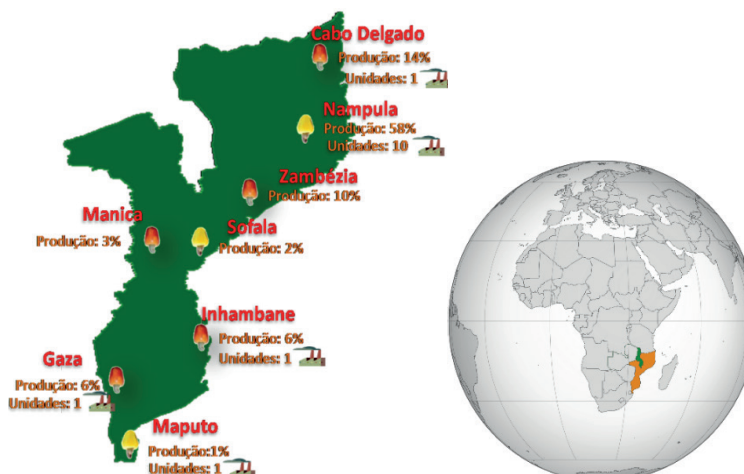 Cabo Delgado
Produção: 14%
Unidades: 1
Nampula
Produção: 58%
Unidades: 10
Zambézia
Produção: 10%
Manica
Produção: 3%
Sofala
Produção: 2%
Inhambane
Produção: 6%
Unidades: 1
Gaza
Produção: 6%
Unidades: 1
Maputo
Produção:1%
Unidades: 1